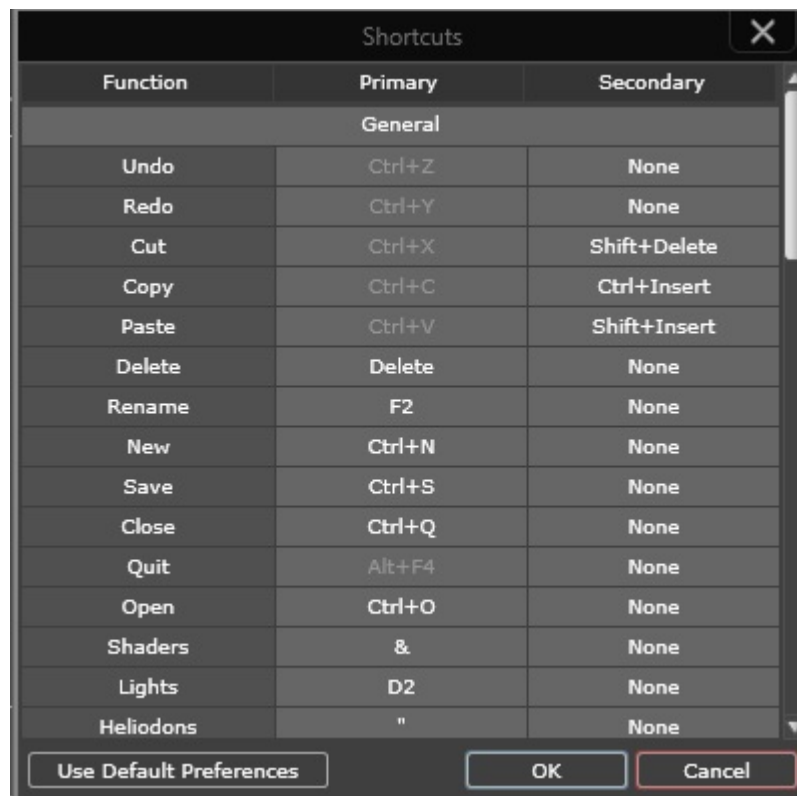 Shortcuts
Function Primary Secondary
General
Undo Ctrl+Z None
Redo Ctrl+Y None
Cut Ctrl+X Shift+Delete
Copy Ctrl+C Ctrl+Insert
Paste Ctrl+V Shift+Insert
Delete Delete None
Rename F2 None
New Ctrl+N None
Save Ctrl+S None
Close Ctrl+Q None
Quit Alt+F4 None
Open Ctrl+O None
Shaders & None
Lights D2 None
Heliodons " None
Use Default Preferences OK Cancel